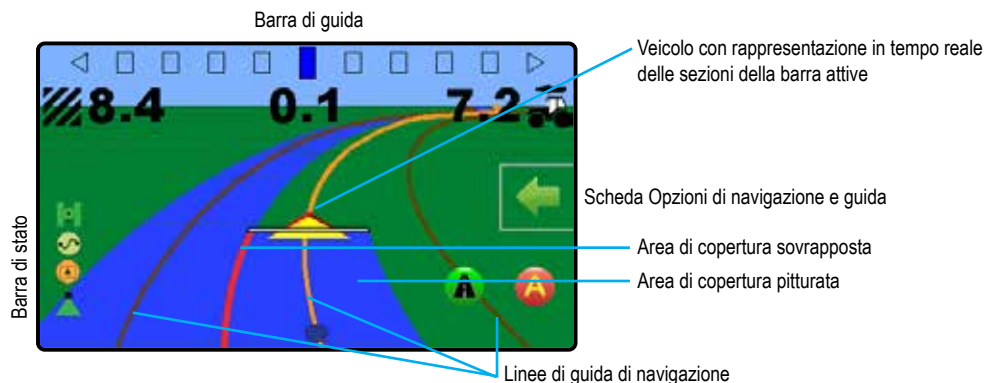 Barra di guida
Veicolo con rappresentazione in tempo reale
delle sezioni della barra attive
8.4 0.1 7.2
Scheda Opzioni di navigazione e guida
Barra di stato
Area di copertura sovrapposta
Area di copertura pitturata
A
Linee di guida di navigazione